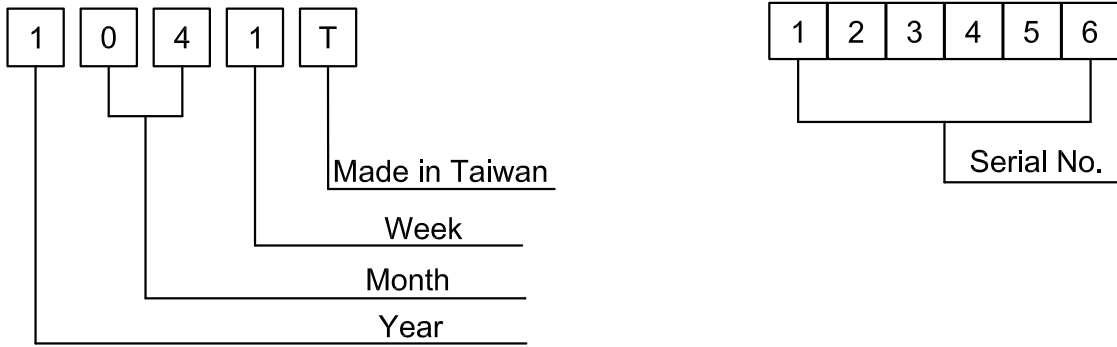 1 0 4 1 T
1 2 3 4 5 6
Made in Taiwan
Serial No.
Week
Month
Year